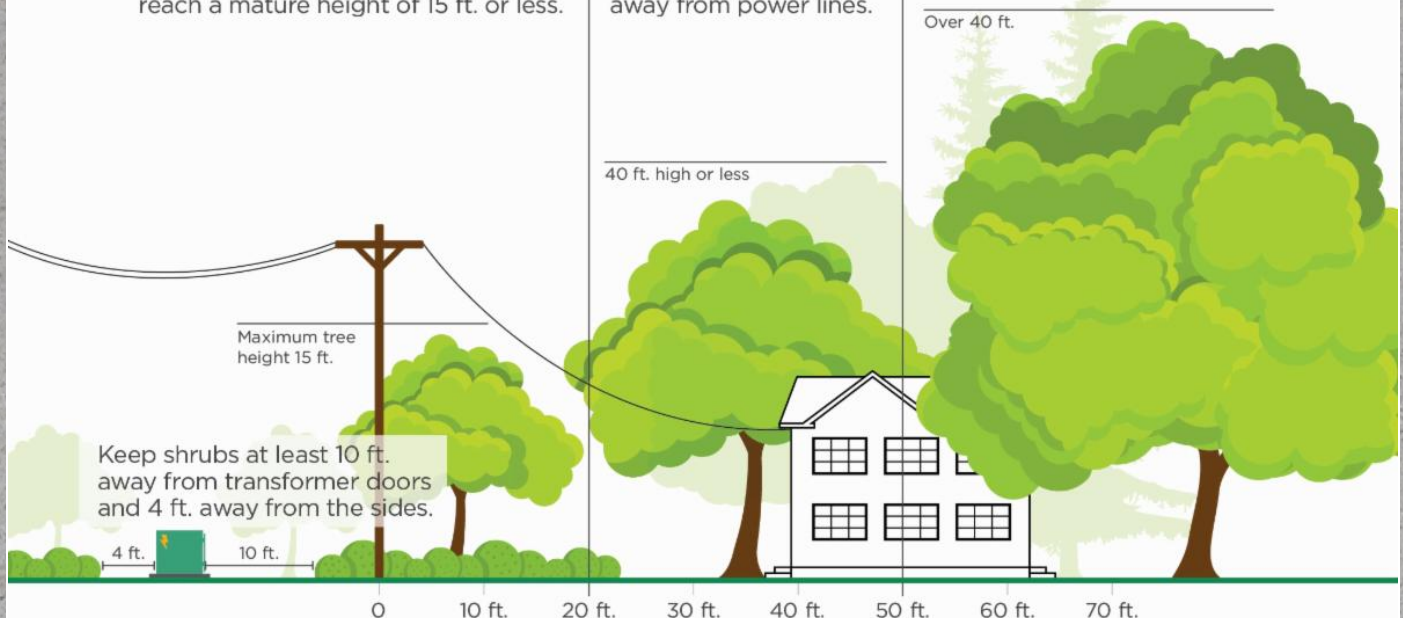 reach a mature height of 15 ft. or less.
away from power lines.
Over 40 ft.
40 ft. high or less
Maximum tree
height 15 ft.
Keep shrubs at least 10 ft.
away from transformer doors
and 4 ft. away from the sides.
4 ft.
10 ft.
0 10 ft. 20 ft. 30 ft. 40 ft. 50 ft. 60 ft. 70 ft.